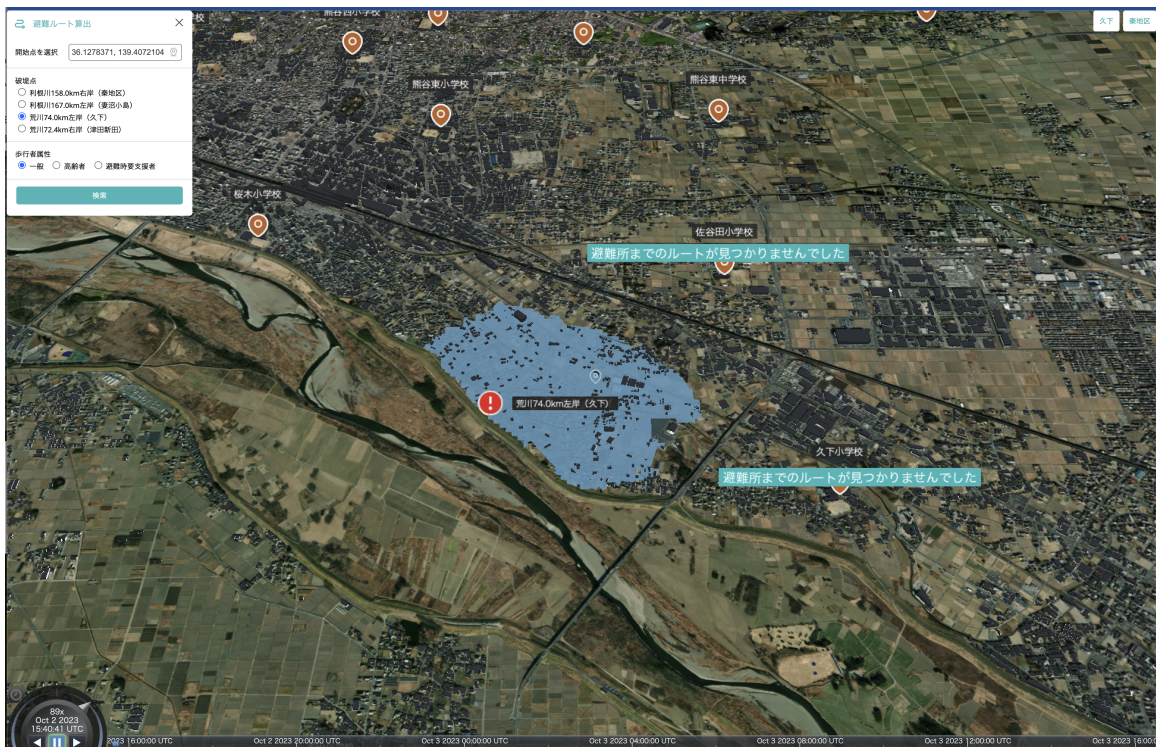 避難ルート算出
開始点を選択 36.1278371, 139.4072104
破堤点
利根川158.0km右岸（秦地区）
利根川167.0km左岸（妻沼小島）
荒川74.0km左岸（久下）
荒川72.4km右岸（津田新田）
歩行者属性
一般 高齢者 避難時要支援者
検索
久下 秦地区
熊谷東小学校
熊谷東中学校
桜木小学校
佐谷田小学校
避難所までのルートが見つかりませんでした
荒川74.0km左岸（久下）
久下小学校
避難所までのルートが見つかりませんでした
89x
Oct 2 2023
15:40:41 UTC
2023 16:00:00 UTC Oct 2 2023 20:00:00 UTC Oct 3 2023 00:00:00 UTC Oct 3 2023 04:00:00 UTC Oct 3 2023 08:00:00 UTC Oct 3 2023 12:00:00 UTC Oct 3 2023 16:00:0